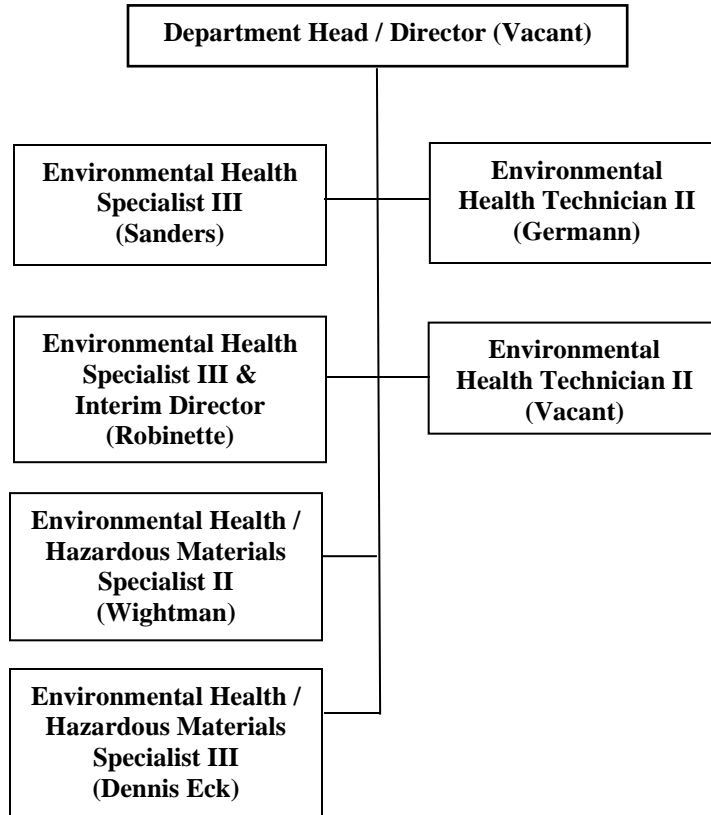 Department Head / Director (Vacant)
Environmental Health
Specialist III
(Sanders)
Environmental
Health Technician II
(Germann)
Environmental Health
Specialist III &
Interim Director
(Robinette)
Environmental
Health Technician II
(Vacant)
Environmental Health /
Hazardous Materials
Specialist II
(Wightman)
Environmental Health /
Hazardous Materials
Specialist III
(Dennis Eck)